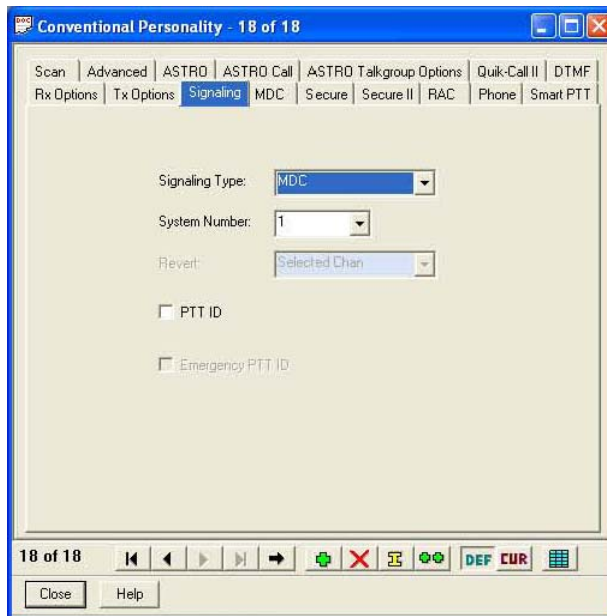 Conventional Personality - 18 of 18
Scan Advanced ASTRO ASTRO Call ASTRO Talkgroup Options Quik-Call II DTMF
Rx Options Tx Options Signaling MDC Secure Secure II RAC Phone Smart PTT
Signaling Type: MDC
System Number: 1
Revert: Selected Chan
PTT ID
Emergency PTT ID
18 of 18 DEF CUR
Close Help